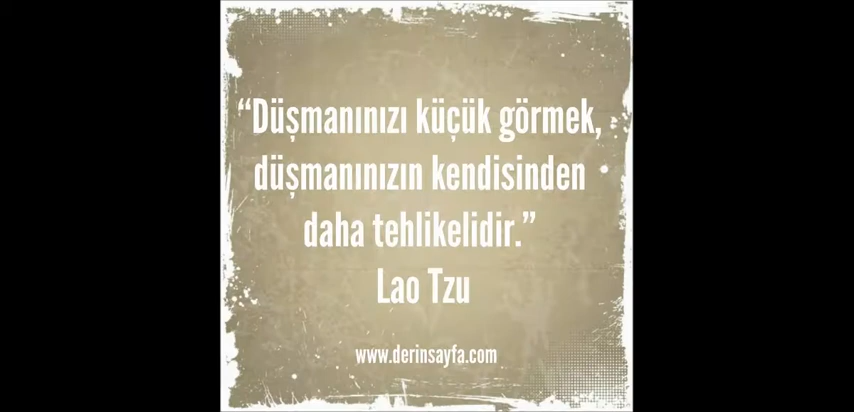 “Düşmanınızı küçük görmek,
düşmanınızın kendisinden
daha tehlikelidir.”
Lao Tzu
www.derinsayfa.com